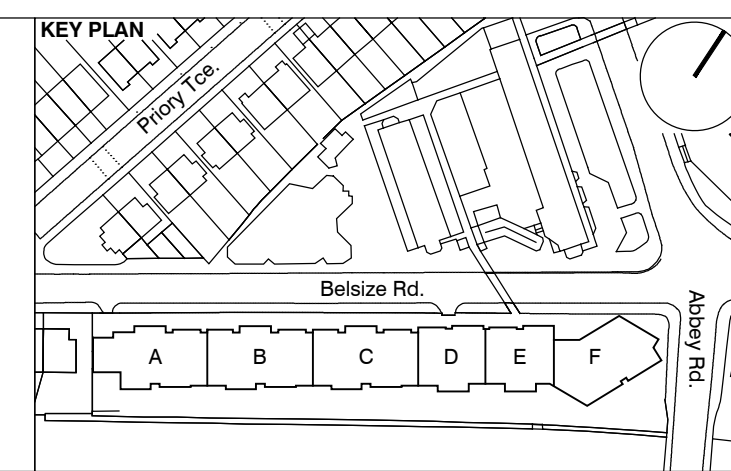 KEY PLAN
Priory Tce.
Belsize Rd.
Abbey Rd.
A B C D E F